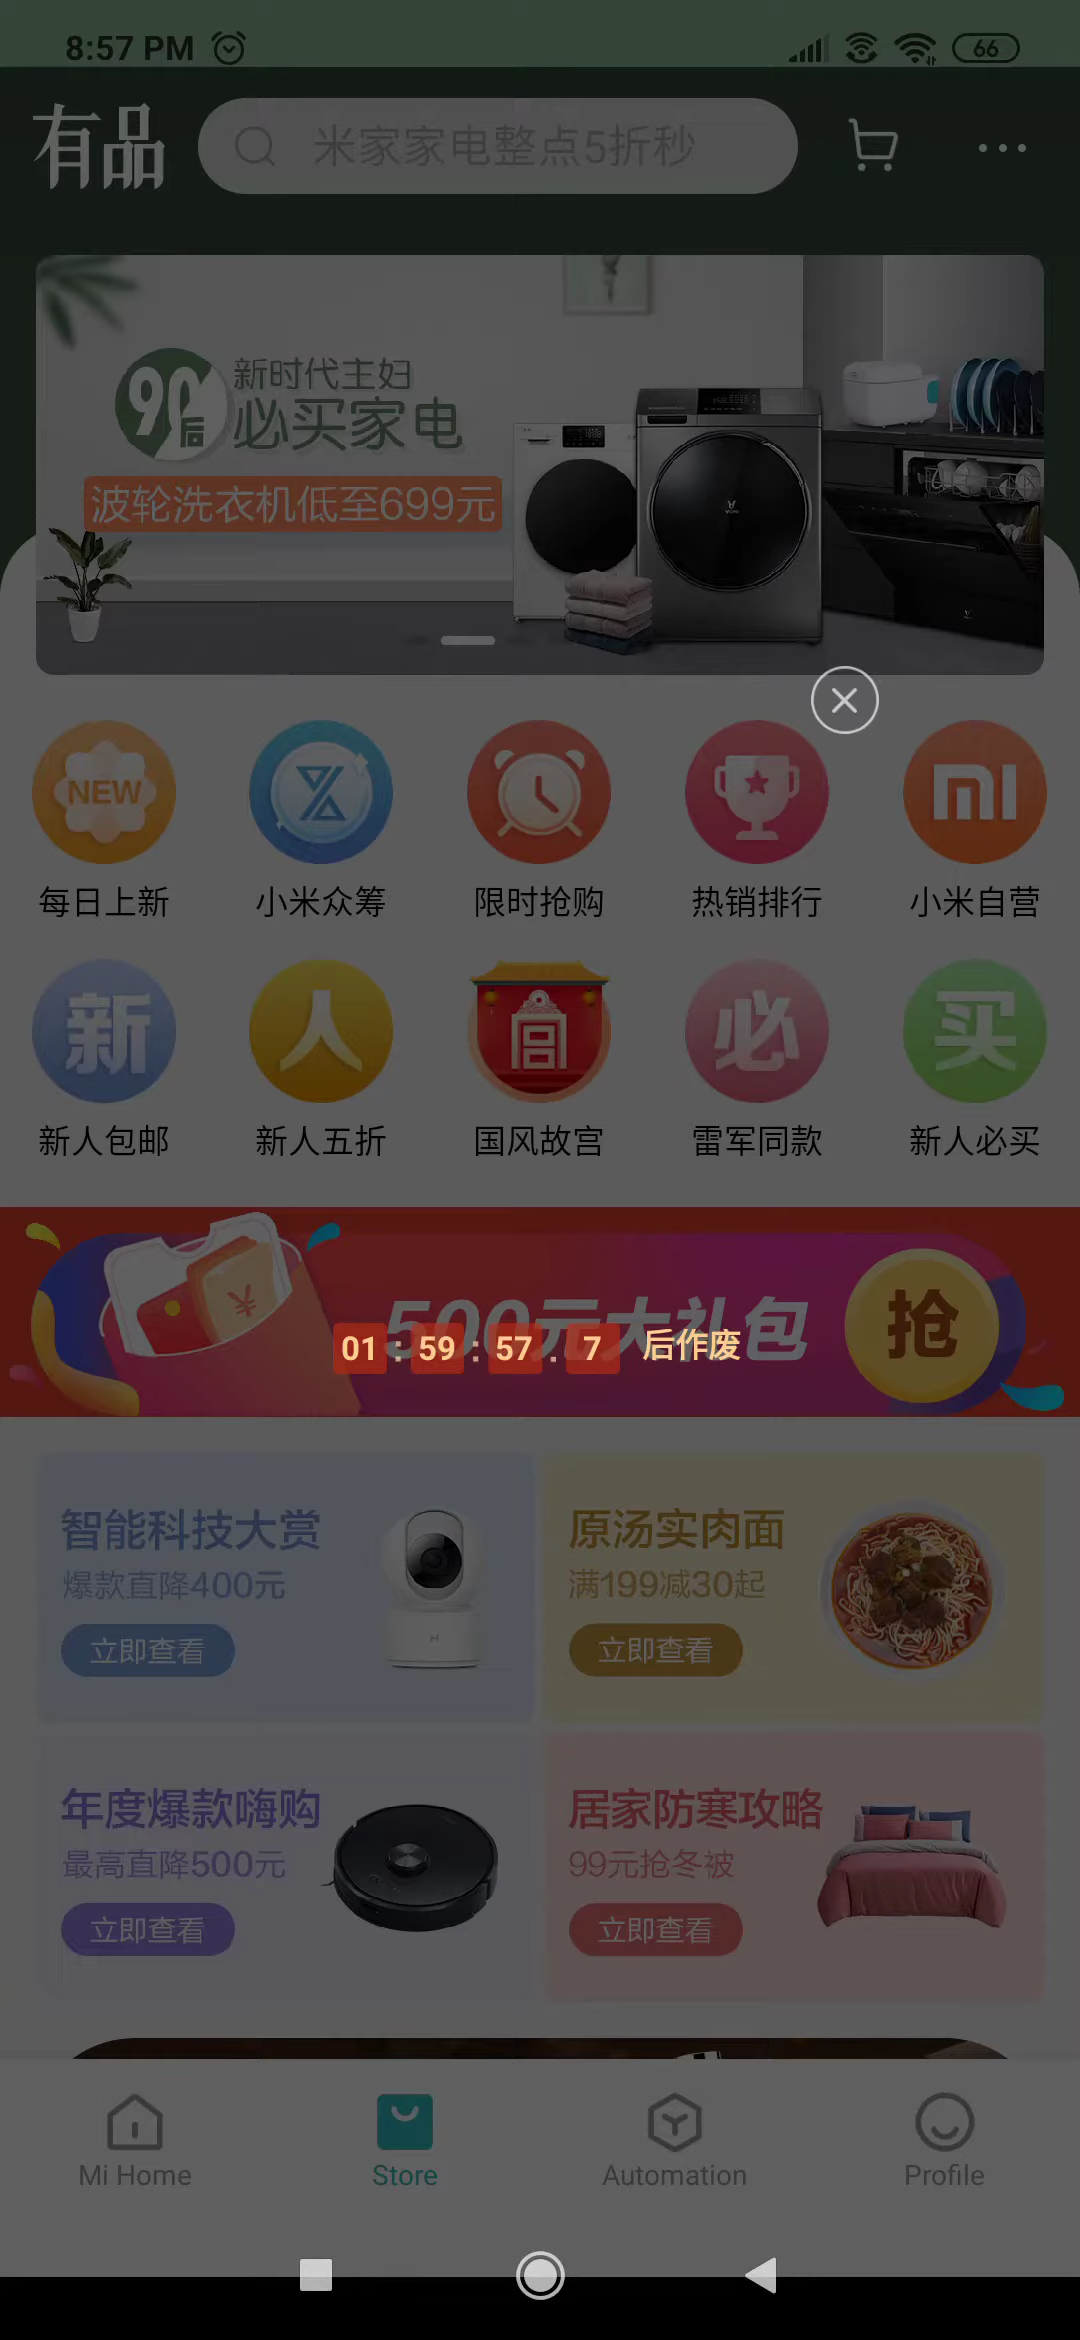 8:57 PM
66
有品
米家家电整点5折秒
90后
新时代主妇
必买家电
波轮洗衣机低至699元
NEW
每日上新
小米众筹
限时抢购
热销排行
小米自营
新
人
宫
必
买
新人包邮
新人五折
国风故宫
雷军同款
新人必买
500元大礼包
抢
01 : 59 : 57 . 7 后作废
智能科技大赏
爆款直降400元
立即查看
原汤实肉面
满199减30起
立即查看
年度爆款嗨购
最高直降500元
立即查看
居家防寒攻略
99元抢冬被
立即查看
Mi Home
Store
Automation
Profile